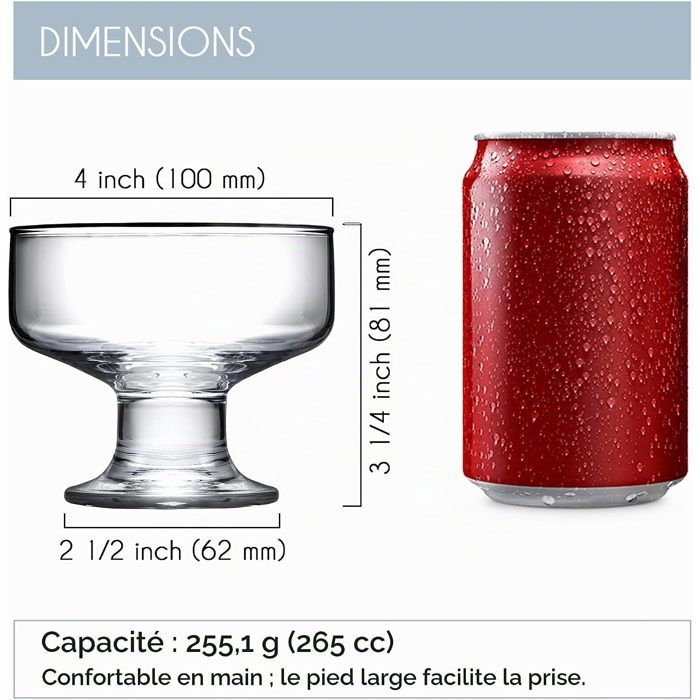 DIMENSIONS
4 inch (100 mm)
3 1/4 inch (81 mm)
2 1/2 inch (62 mm)
Capacité : 255,1 g (265 cc)
Confortable en main ; le pied large facilite la prise.